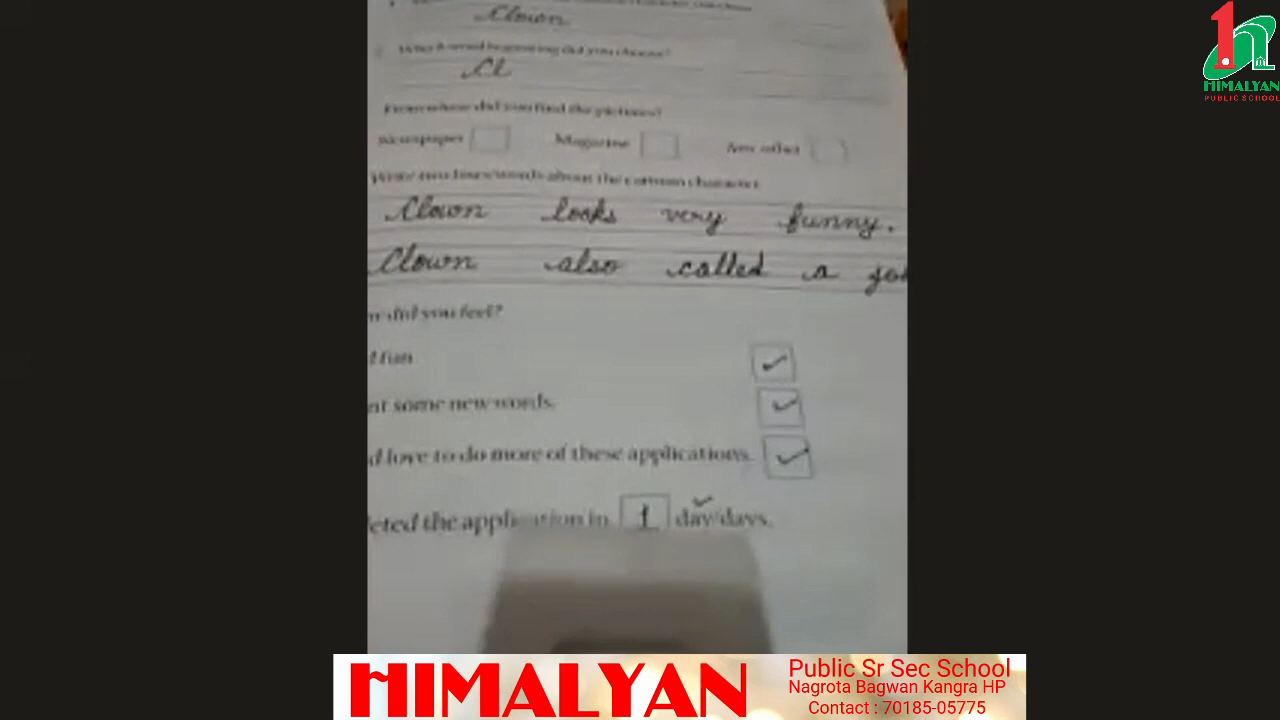 Clown
Which word beginning did you choose?
Cl
From where did you find the pictures?
Newspaper Magazine Any other
Write two lines/words about the cartoon character
Clown looks very funny.
Clown also called a jo
did you feel?
fun
nt some new words.
d love to do more of these applications.
leted the application in 1 day/days.
HIMALYAN
PUBLIC SCHOOL
HIMALYAN
Public Sr Sec School
Nagrota Bagwan Kangra HP
Contact : 70185-05775